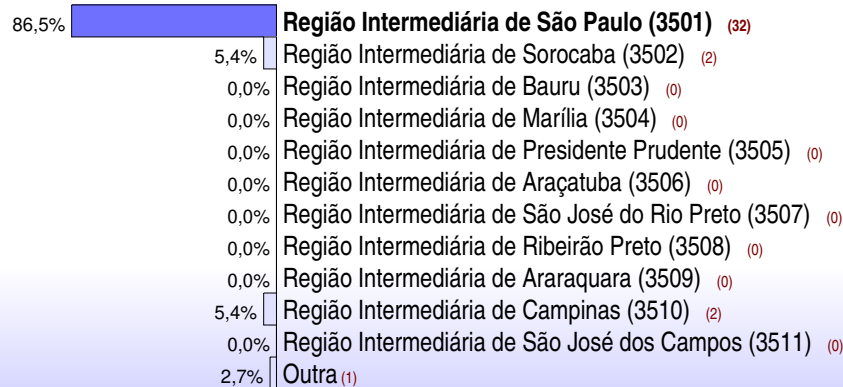 86,5% Região Intermediária de São Paulo (3501) (32)
5,4% Região Intermediária de Sorocaba (3502) (2)
0,0% Região Intermediária de Bauru (3503) (0)
0,0% Região Intermediária de Marília (3504) (0)
0,0% Região Intermediária de Presidente Prudente (3505) (0)
0,0% Região Intermediária de Araçatuba (3506) (0)
0,0% Região Intermediária de São José do Rio Preto (3507) (0)
0,0% Região Intermediária de Ribeirão Preto (3508) (0)
0,0% Região Intermediária de Araraquara (3509) (0)
5,4% Região Intermediária de Campinas (3510) (2)
0,0% Região Intermediária de São José dos Campos (3511) (0)
2,7% Outra (1)